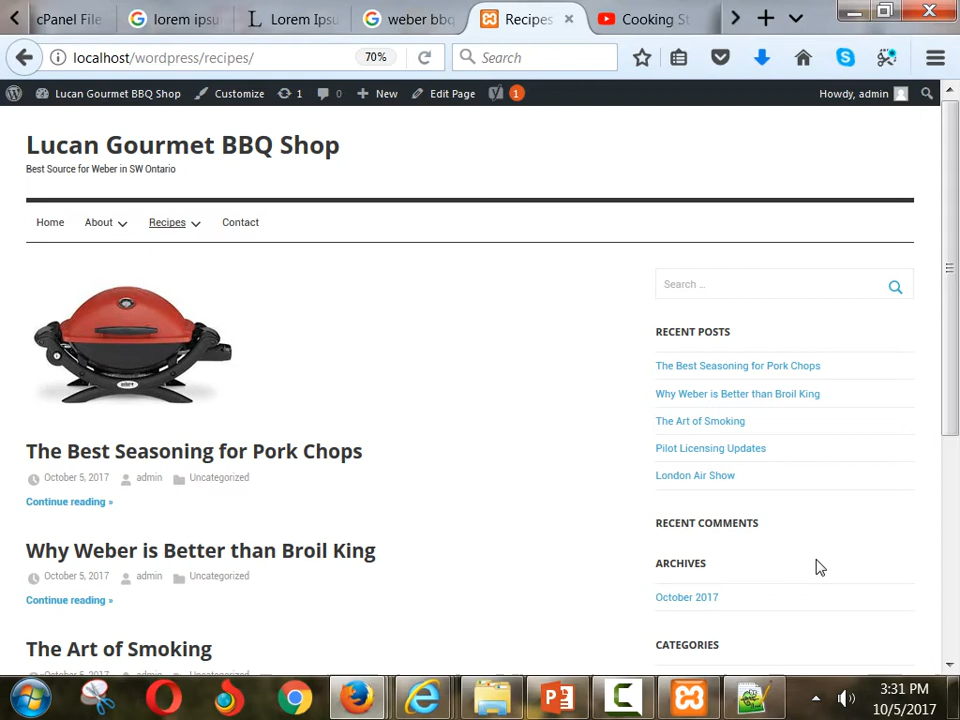 cPanel File
lorem ipsu
Lorem Ipsu
weber bbq
Recipes
Cooking St
localhost/wordpress/recipes/
70%
Search
Lucan Gourmet BBQ Shop
Customize
1
0
New
Edit Page
1
Howdy, admin
Lucan Gourmet BBQ Shop
Best Source for Weber in SW Ontario
Home
About
Recipes
Contact
Search ...
RECENT POSTS
The Best Seasoning for Pork Chops
Why Weber is Better than Broil King
The Art of Smoking
Pilot Licensing Updates
London Air Show
The Best Seasoning for Pork Chops
October 5, 2017
admin
Uncategorized
Continue reading »
RECENT COMMENTS
Why Weber is Better than Broil King
October 5, 2017
admin
Uncategorized
Continue reading »
ARCHIVES
October 2017
The Art of Smoking
CATEGORIES
October 5, 2017
admin
Uncategorized
3:31 PM
10/5/2017